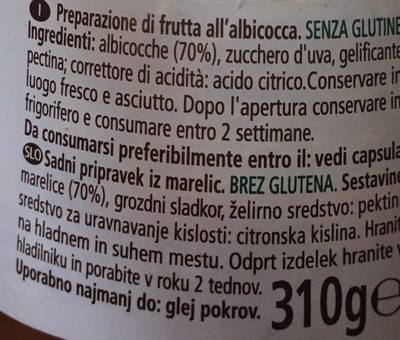 I Preparazione di frutta all'albicocca. SENZA GLUTINE
Ingredienti: albicocche (70%), zucchero d'uva, gelificante
pectina; correttore di acidità: acido citrico. Conservare in
luogo fresco e asciutto. Dopo l'apertura conservare in
frigorifero e consumare entro 2 settimane.
Da consumarsi preferibilmente entro il: vedi capsula
SLO Sadni pripravek iz marelic. BREZ GLUTENA. Sestavine
marelice (70%), grozdni sladkor, želirno sredstvo: pektin
sredstvo za uravnavanje kislosti: citronska kislina. Hranit
na hladnem in suhem mestu. Odprt izdelek hranite v
hladilniku in porabite v roku 2 tednov.
Uporabno najmanj do: glej pokrov. 310g e